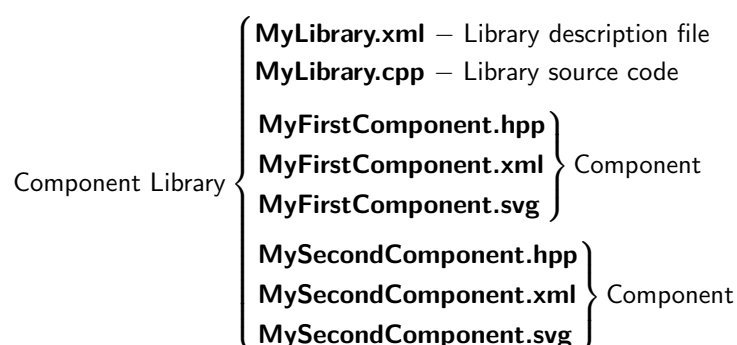 MyLibrary.xml – Library description file
MyLibrary.cpp – Library source code
MyFirstComponent.hpp
MyFirstComponent.xml
Component
MyFirstComponent.svg
Component Library
MySecondComponent.hpp
MySecondComponent.xml
Component
MySecondComponent.svg